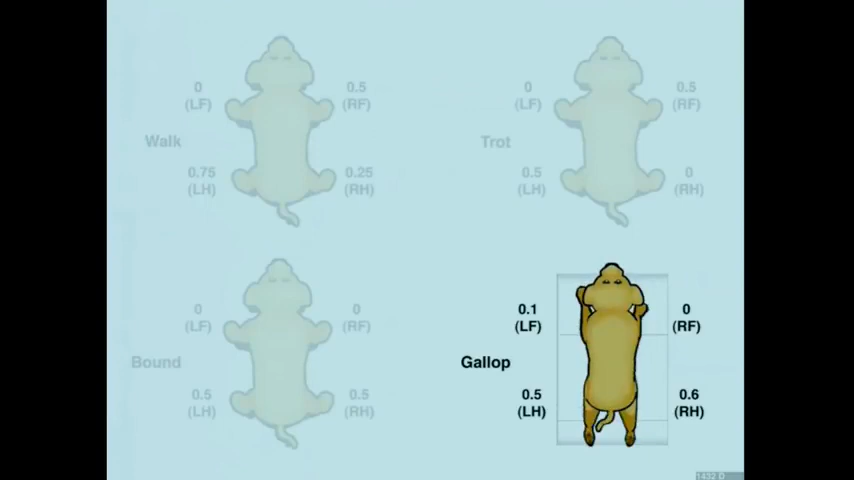 0
(LF)
0.5
(RF)
Walk
0.75
(LH)
0.25
(RH)
0
(LF)
0.5
(RF)
Trot
0.5
(LH)
0
(RH)
0
(LF)
0
(RF)
Bound
0.5
(LH)
0.5
(RH)
0.1
(LF)
0
(RF)
Gallop
0.5
(LH)
0.6
(RH)
1432 D